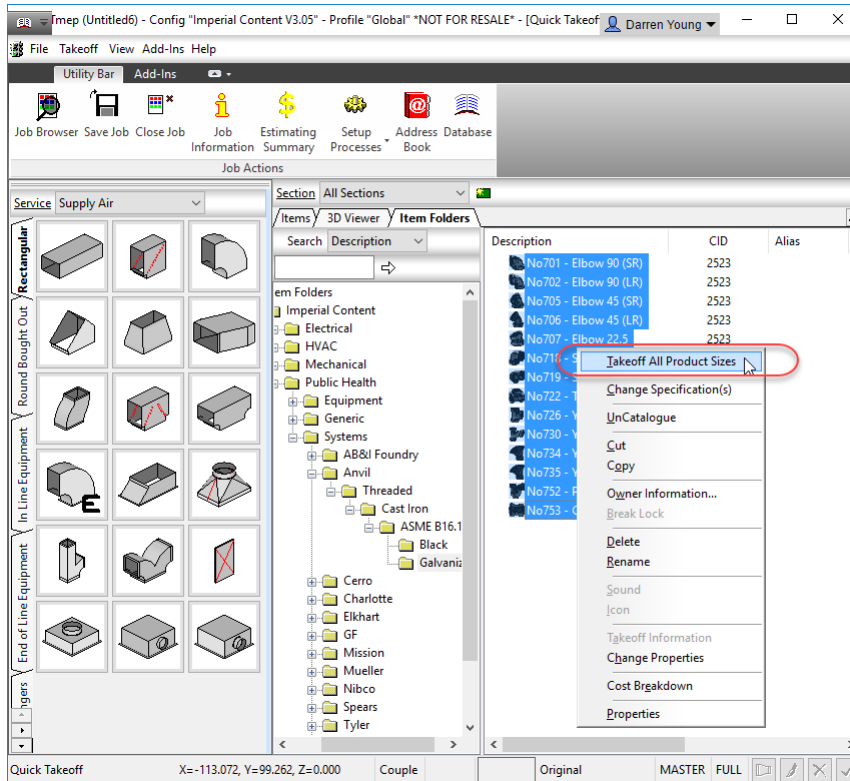 Tmep (Untitled6) - Config "Imperial Content V3.05" - Profile "Global" *NOT FOR RESALE* - [Quick Takeof
Darren Young
File Takeoff View Add-Ins Help
Utility Bar Add-Ins
Job Browser Save Job Close Job Job Information Estimating Summary Setup Processes Address Book Database
Job Actions
Service Supply Air
Rectangular
Round Bought Out
In Line Equipment
End of Line Equipment
ngers
E
Section All Sections
Items 3D Viewer Item Folders
Search Description
em Folders
Imperial Content
Electrical
HVAC
Mechanical
Public Health
Equipment
Generic
Systems
AB&I Foundry
Anvil
Threaded
Cast Iron
ASME B16.1
Black
Galvaniz
Cerro
Charlotte
Elkhart
GF
Mission
Mueller
Nibco
Spears
Tyler
Description CID Alias
No701 - Elbow 90 (SR) 2523
No702 - Elbow 90 (LR) 2523
No705 - Elbow 45 (SR) 2523
No706 - Elbow 45 (LR) 2523
No707 - Elbow 22.5 2523
No718 - S
No719 - S
No722 - T
No726 - Y
No730 - Y
No734 - Y
No735 - Y
No752 - P
No753 - C
Takeoff All Product Sizes
Change Specification(s)
UnCatalogue
Cut
Copy
Owner Information...
Break Lock
Delete
Rename
Sound
Icon
Takeoff Information
Change Properties
Cost Breakdown
Properties
Quick Takeoff X=-113.072, Y=99.262, Z=0.000 Couple Original MASTER FULL